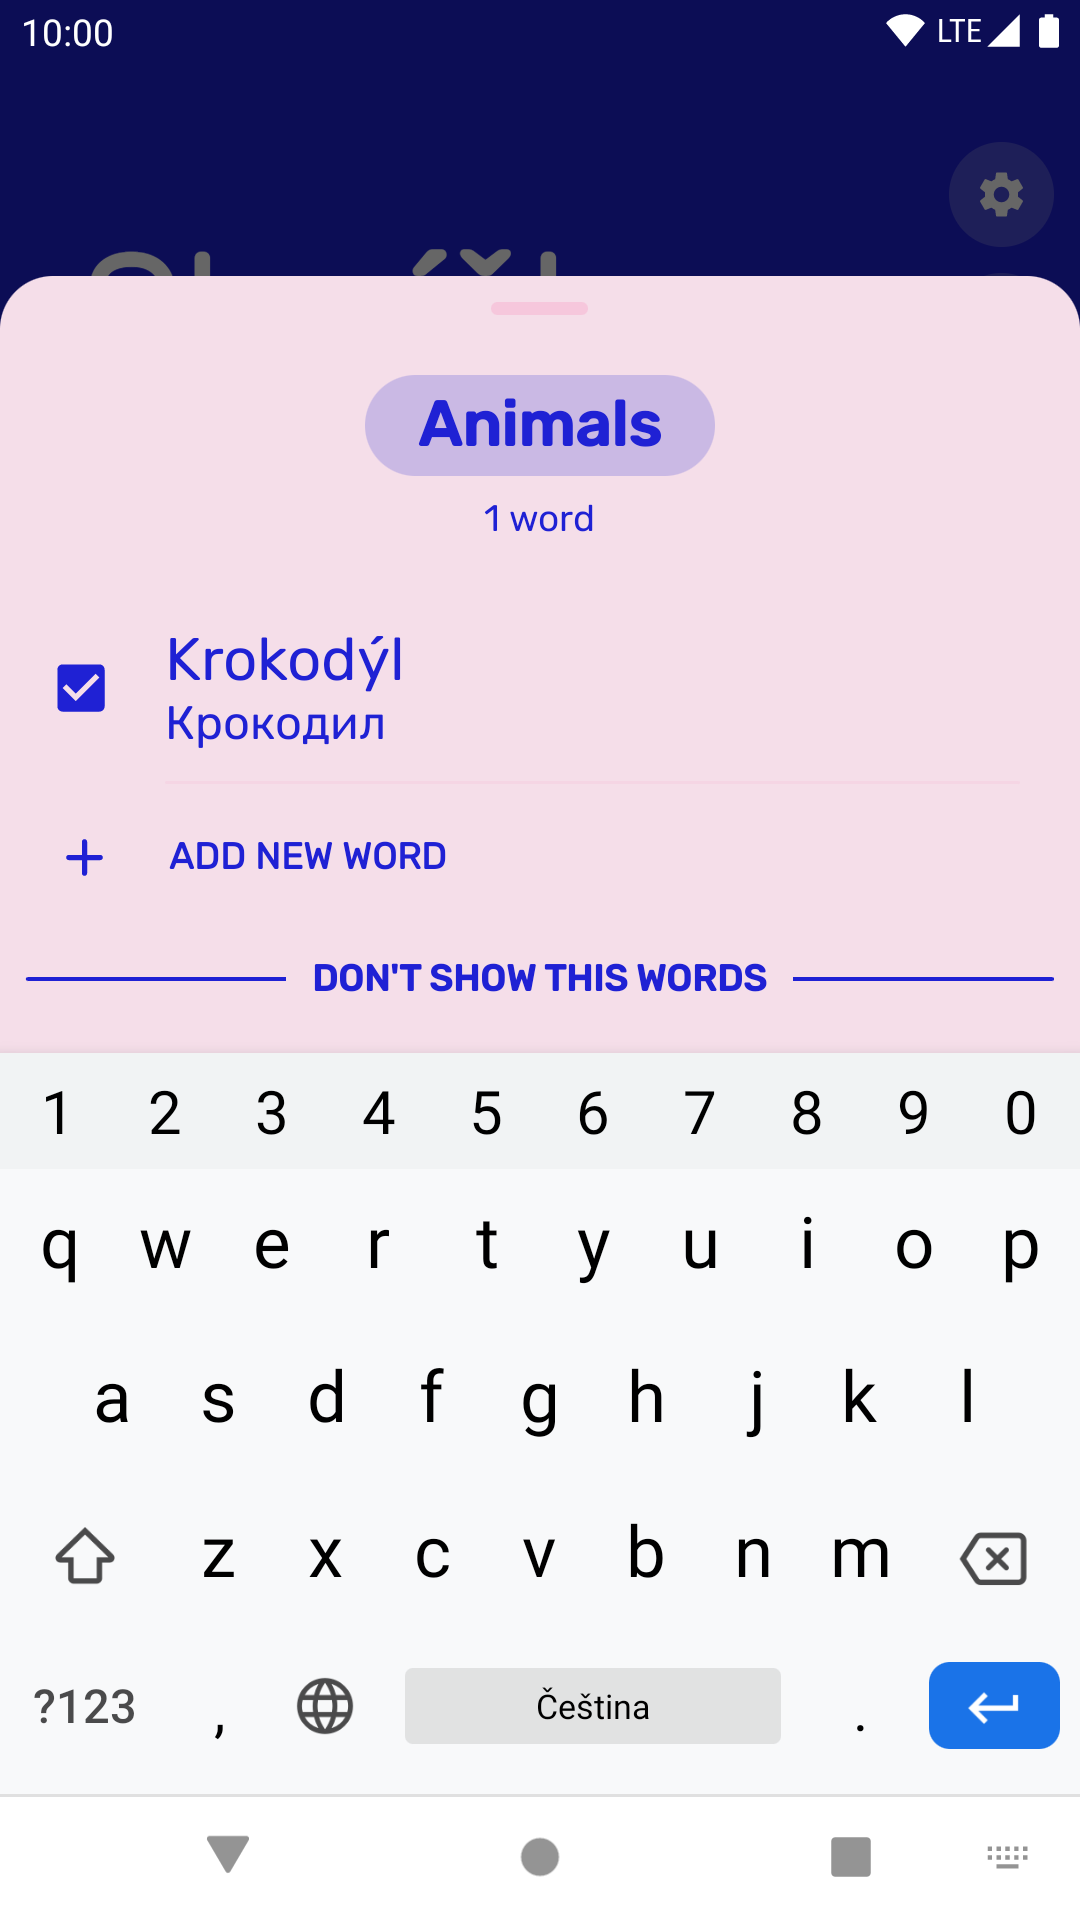 10:00 LTE
Animals
1 word
Krokodýl
Крокодил
ADD NEW WORD
DON'T SHOW THIS WORDS
1 2 3 4 5 6 7 8 9 0
q w e r t y u i o p
a s d f g h j k l
z x c v b n m
?123 , Čeština .